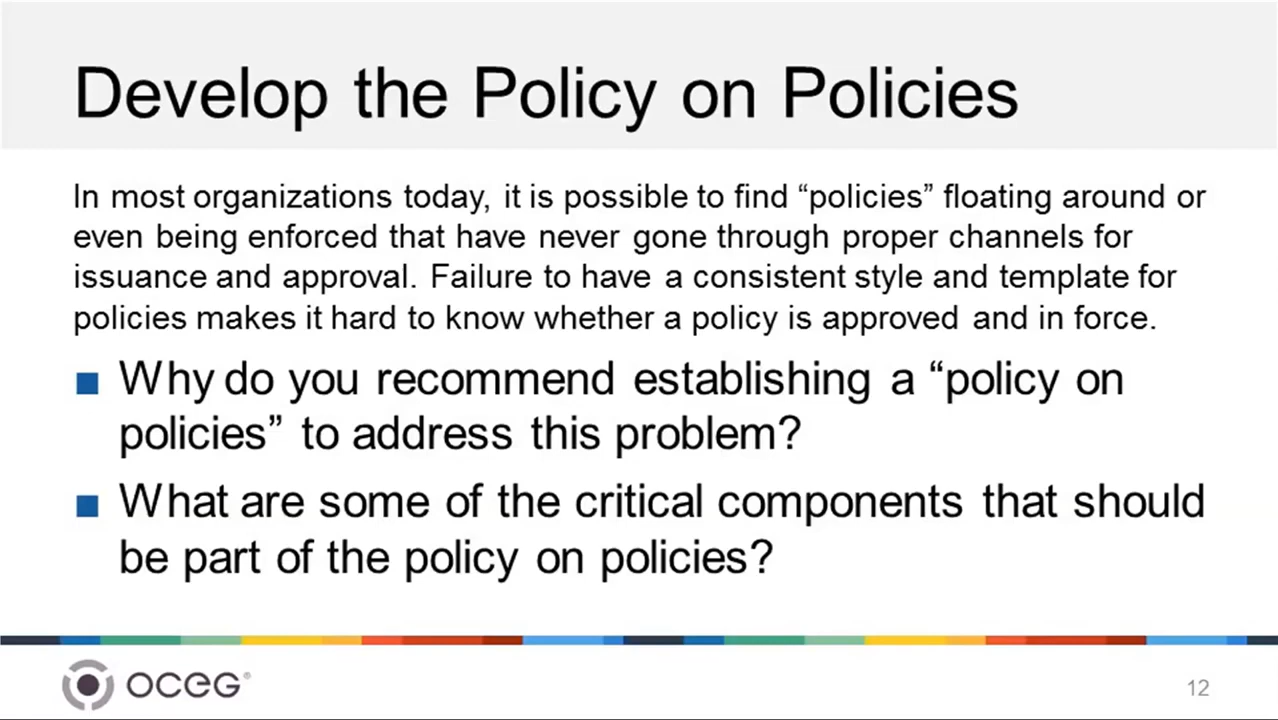 Develop the Policy on Policies
In most organizations today, it is possible to find “policies” floating around or
even being enforced that have never gone through proper channels for
issuance and approval. Failure to have a consistent style and template for
policies makes it hard to know whether a policy is approved and in force.
■ Why do you recommend establishing a “policy on
policies” to address this problem?
■ What are some of the critical components that should
be part of the policy on policies?
OCEG®
12